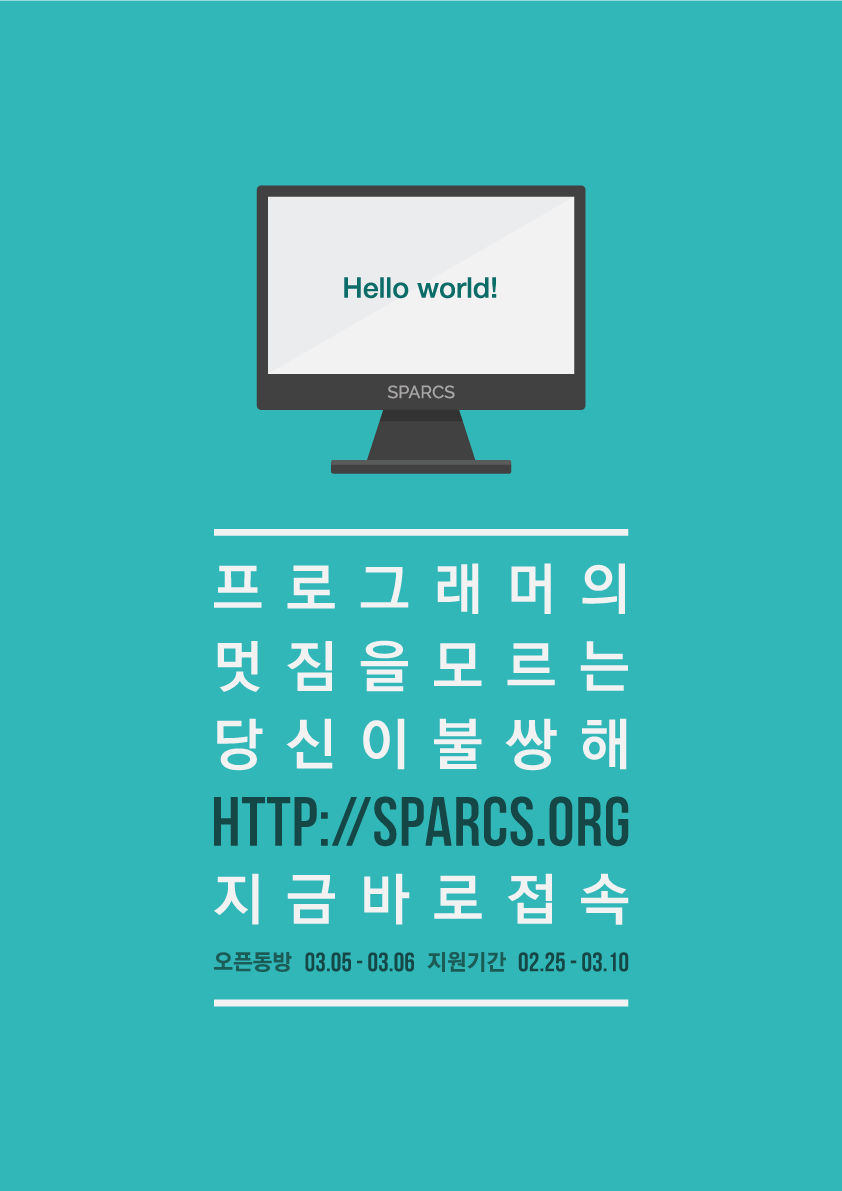 Hello world!
SPARCS
프로그래머의
멋짐을모르는
당신이불쌍해
HTTP://SPARCS.ORG
지금바로접속
오픈동방 03.05 - 03.06 지원기간 02.25 - 03.10